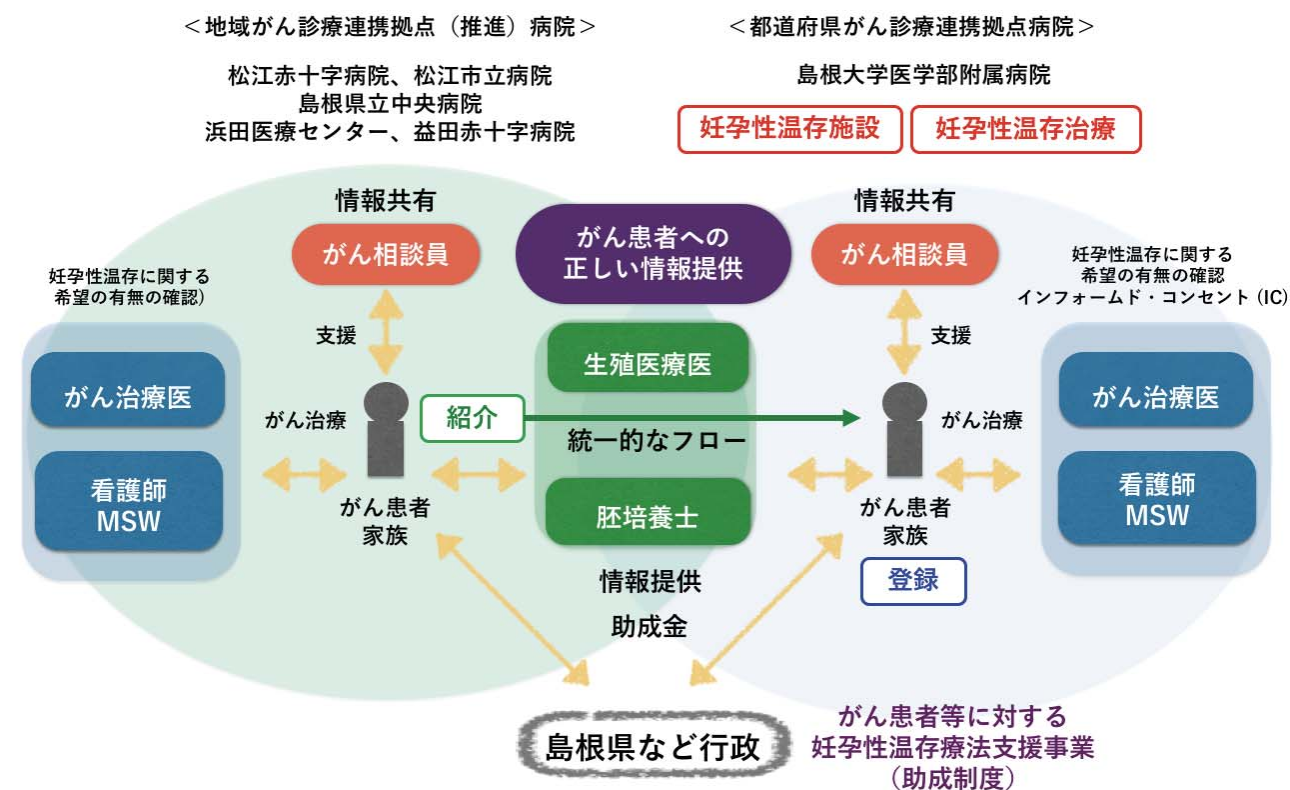 ＜地域がん診療連携拠点（推進）病院＞
松江赤十字病院、松江市立病院
島根県立中央病院
浜田医療センター、益田赤十字病院
＜都道府県がん診療連携拠点病院＞
島根大学医学部附属病院
妊孕性温存施設
妊孕性温存治療
情報共有
がん相談員
がん患者への
正しい情報提供
情報共有
がん相談員
妊孕性温存に関する
希望の有無の確認）
妊孕性温存に関する
希望の有無の確認
インフォームド・コンセント（IC）
支援
生殖医療医
支援
がん治療医
がん治療
紹介
統一的なフロー
がん治療
がん治療医
看護師
MSW
がん患者
家族
胚培養士
がん患者
家族
看護師
MSW
登録
情報提供
助成金
島根県など行政
がん患者等に対する
妊孕性温存療法支援事業
（助成制度）